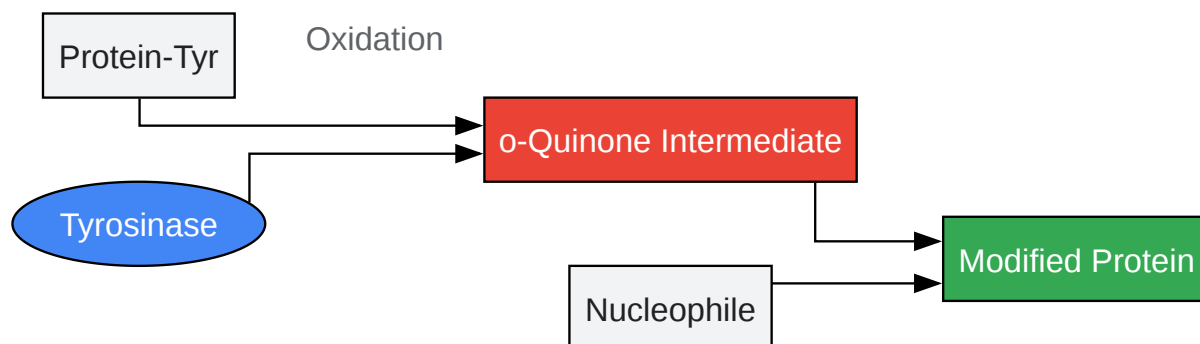 Protein-Tyr
Oxidation
o-Quinone Intermediate
Tyrosinase
Modified Protein
Nucleophile